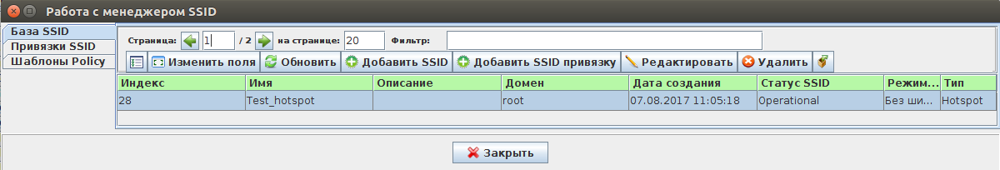 Работа с менеджером SSID
База SSID
Привязки SSID
Шаблоны Policy
Страница: 1 / 2 на странице: 20 Фильтр:
Изменить поля Обновить Добавить SSID Добавить SSID привязку Редактировать Удалить
Индекс Имя Описание Домен Дата создания Статус SSID Режим... Тип
28 Test_hotspot root 07.08.2017 11:05:18 Operational Без ши... Hotspot
Закрыть